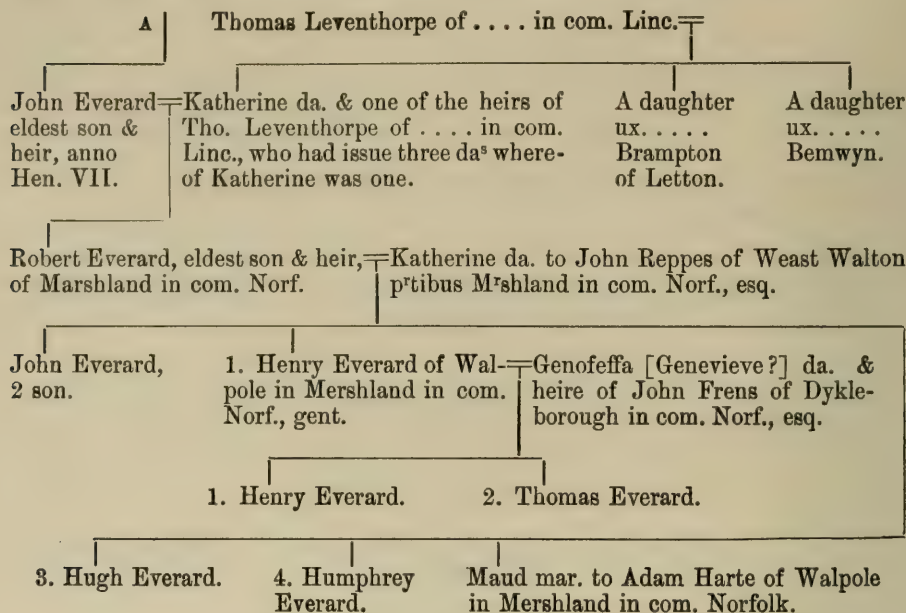 A Thomas Leventhorpe of . . . . in com. Linc.
John Everard
eldest son &
heir, anno
Hen. VII.
Katherine da. & one of the heirs of
Tho. Leventhorpe of . . . . in com.
Linc., who had issue three daˢ where-
of Katherine was one.
A daughter
ux. . . . .
Brampton
of Letton.
A daughter
ux. . . . .
Bemwyn.
Robert Everard, eldest son & heir,
of Marshland in com. Norf.
Katherine da. to John Reppes of Weast Walton
pʳtibus Mʳshland in com. Norf., esq.
John Everard,
2 son.
1. Henry Everard of Wal-
pole in Mershland in com.
Norf., gent.
Genofeffa [Genevieve?] da. &
heire of John Frens of Dykle-
borough in com. Norf., esq.
1. Henry Everard.
2. Thomas Everard.
3. Hugh Everard.
4. Humphrey
Everard.
Maud mar. to Adam Harte of Walpole
in Mershland in com. Norfolk.